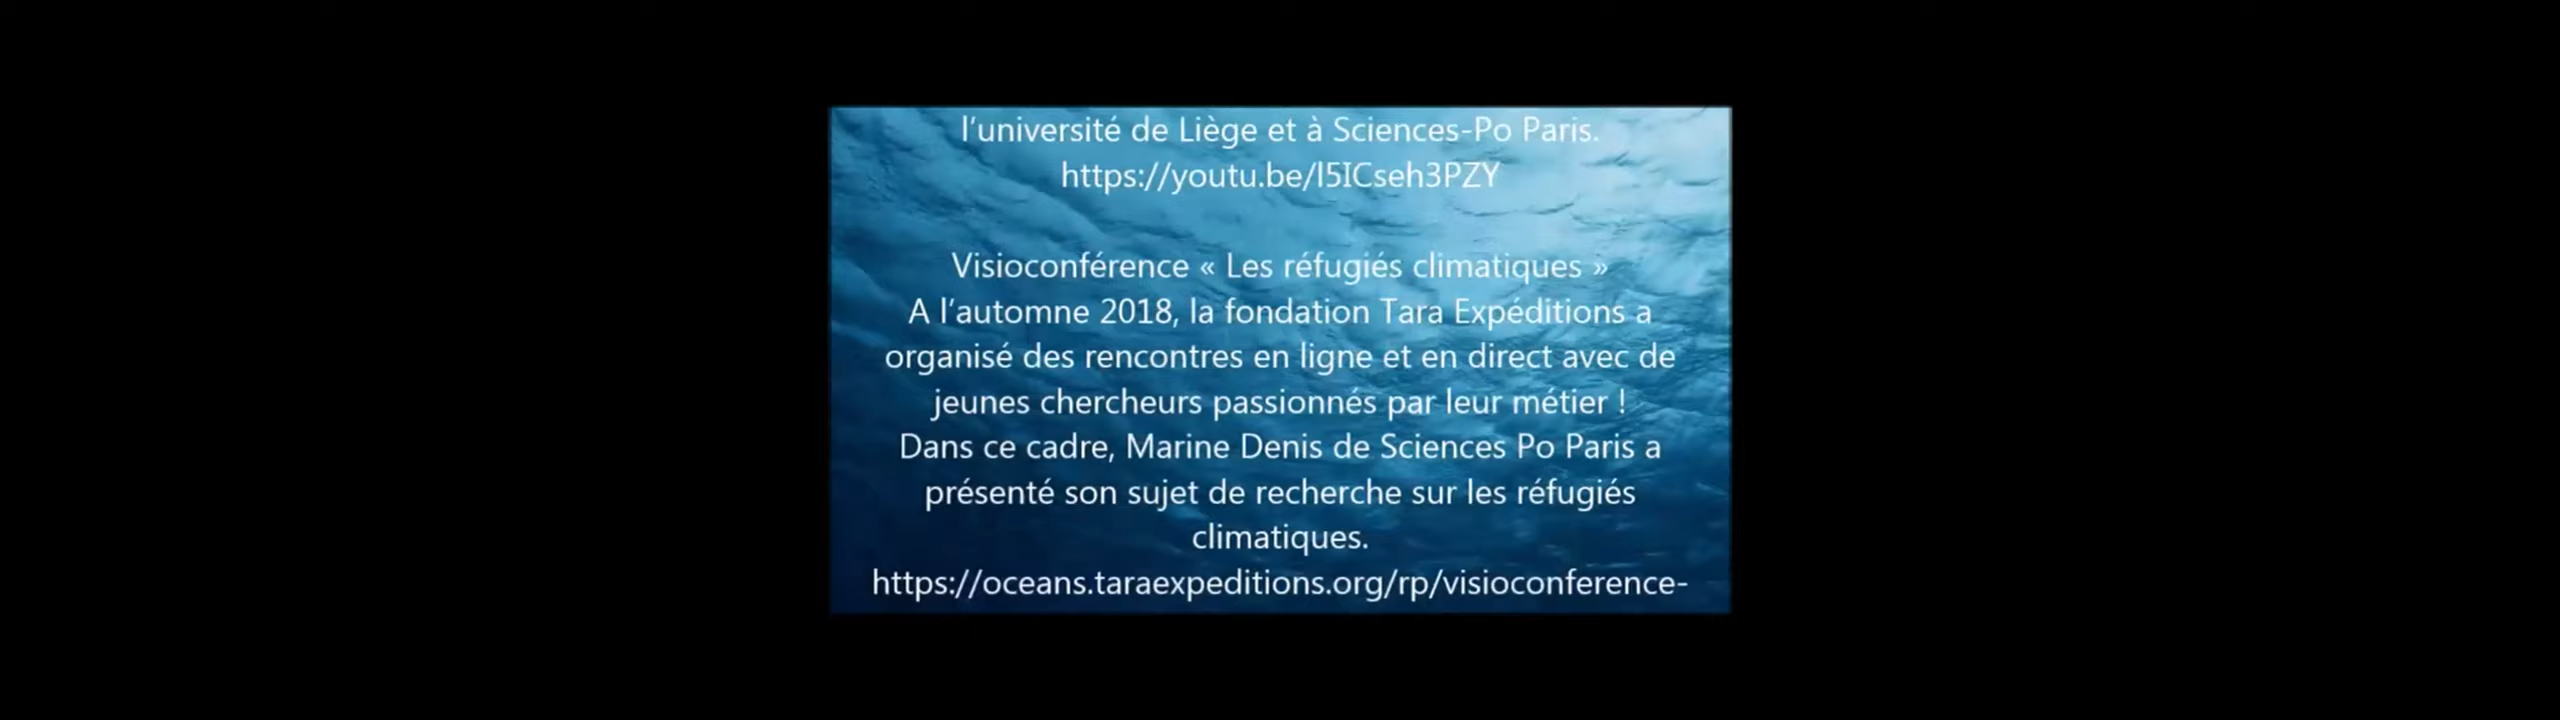 l’université de Liège et à Sciences-Po Paris.
https://youtu.be/l5ICseh3PZY
Visioconférence « Les réfugiés climatiques »
A l’automne 2018, la fondation Tara Expéditions a
organisé des rencontres en ligne et en direct avec de
jeunes chercheurs passionnés par leur métier !
Dans ce cadre, Marine Denis de Sciences Po Paris a
présenté son sujet de recherche sur les réfugiés
climatiques.
https://oceans.taraexpeditions.org/rp/visioconference-